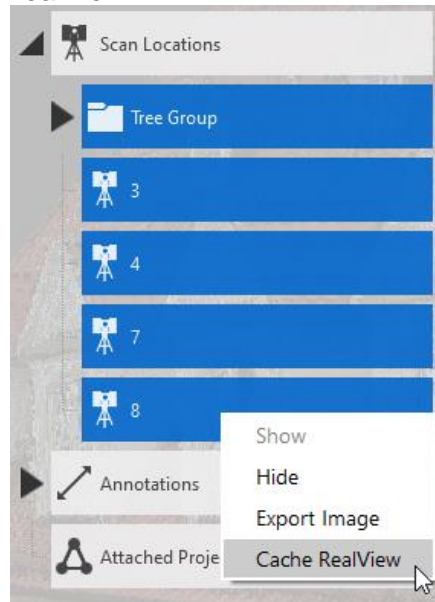 Scan Locations
Tree Group
3
4
7
8
Show
Hide
Annotations
Export Image
Attached Proje
Cache RealView